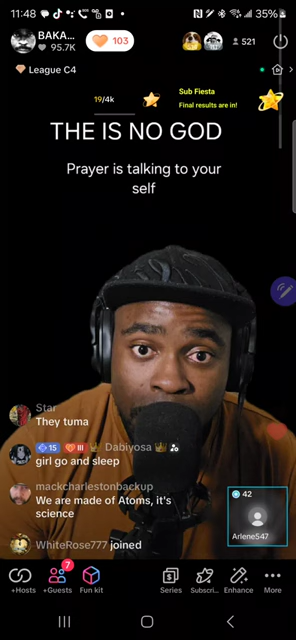 11:48
35%
BAKA...
95.7K
103
521
League C4
19/4k
Sub Fiesta
Final results are in!
THE IS NO GOD
Prayer is talking to your
self
Star
They tuma
15 III Dabiyosa
girl go and sleep
mackcharlestonbackup
We are made of Atoms, it's
science
42
Arlene547
WhiteRose777 joined
7
+Hosts
+Guests
Fun kit
Series
Subscri...
Enhance
More